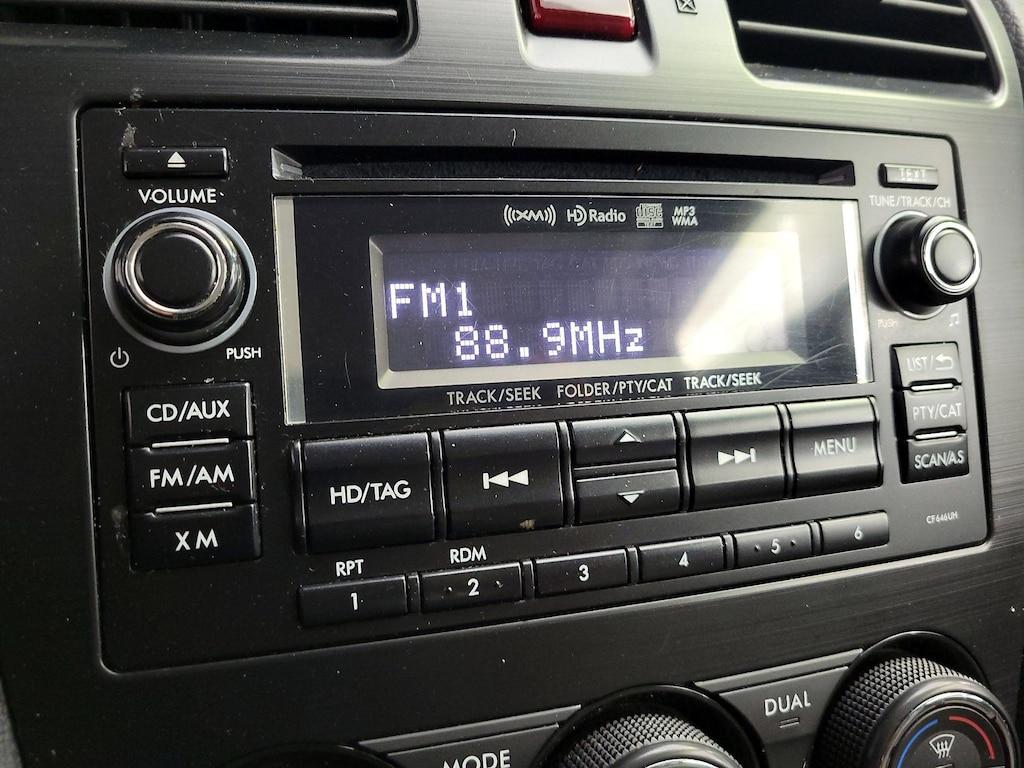 VOLUME
PUSH
CD/AUX
FM/AM
XM
((XM)) HD Radio disc TEXT MP3 WMA
FM1
88.9MHz
TRACK/SEEK FOLDER/PTY/CAT TRACK/SEEK
HD/TAG
MENU
RPT RDM
1 2 3 4 5 6
TEXT
TUNE/TRACK/CH
PUSH
LIST/
PTY/CAT
SCAN/A.S
CF646UH
MODE
DUAL